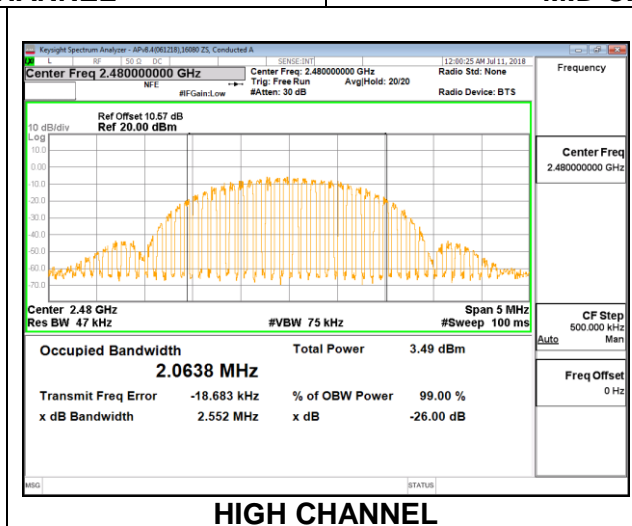 Keysight Spectrum Analyzer - APv8.4(061218),16080 ZS, Conducted A
L RF 50 Ω DC SENSE:INT 12:00:25 AM Jul 11, 2018
Center Freq 2.480000000 GHz Center Freq: 2.480000000 GHz Radio Std: None
NFE Trig: Free Run Avg|Hold: 20/20
#IFGain:Low #Atten: 30 dB Radio Device: BTS
Frequency
Ref Offset 10.57 dB
10 dB/div Ref 20.00 dBm
Log
10.0
0.00
-10.0
-20.0
-30.0
-40.0
-50.0
-60.0
-70.0
Center Freq
2.480000000 GHz
Center 2.48 GHz Span 5 MHz
Res BW 47 kHz #VBW 75 kHz #Sweep 100 ms
CF Step
500.000 kHz
Auto Man
Occupied Bandwidth Total Power 3.49 dBm
2.0638 MHz
Transmit Freq Error -18.683 kHz % of OBW Power 99.00 %
x dB Bandwidth 2.552 MHz x dB -26.00 dB
Freq Offset
0 Hz
MSG STATUS
HIGH CHANNEL